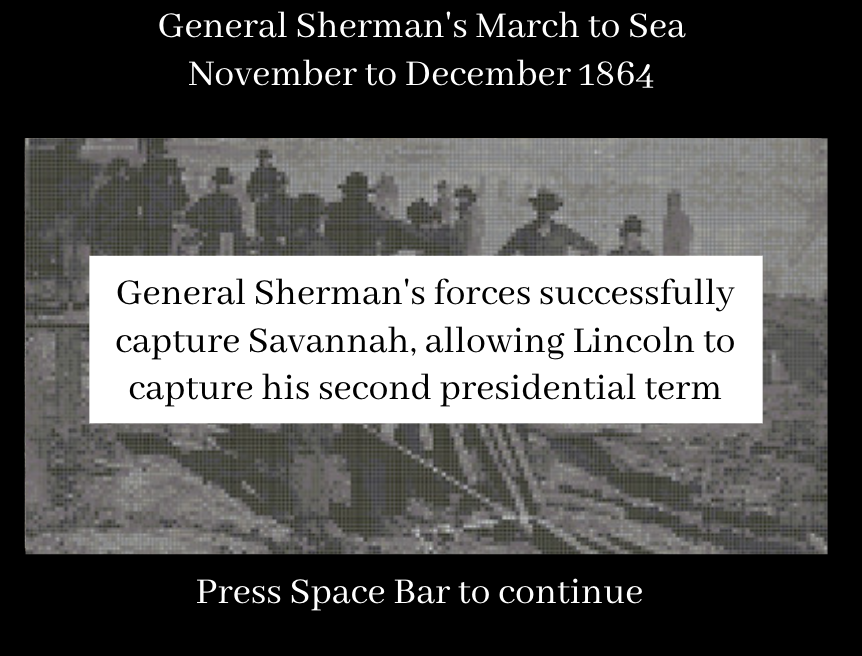 General Sherman's March to Sea
November to December 1864
General Sherman's forces successfully
capture Savannah, allowing Lincoln to
capture his second presidential term
Press Space Bar to continue